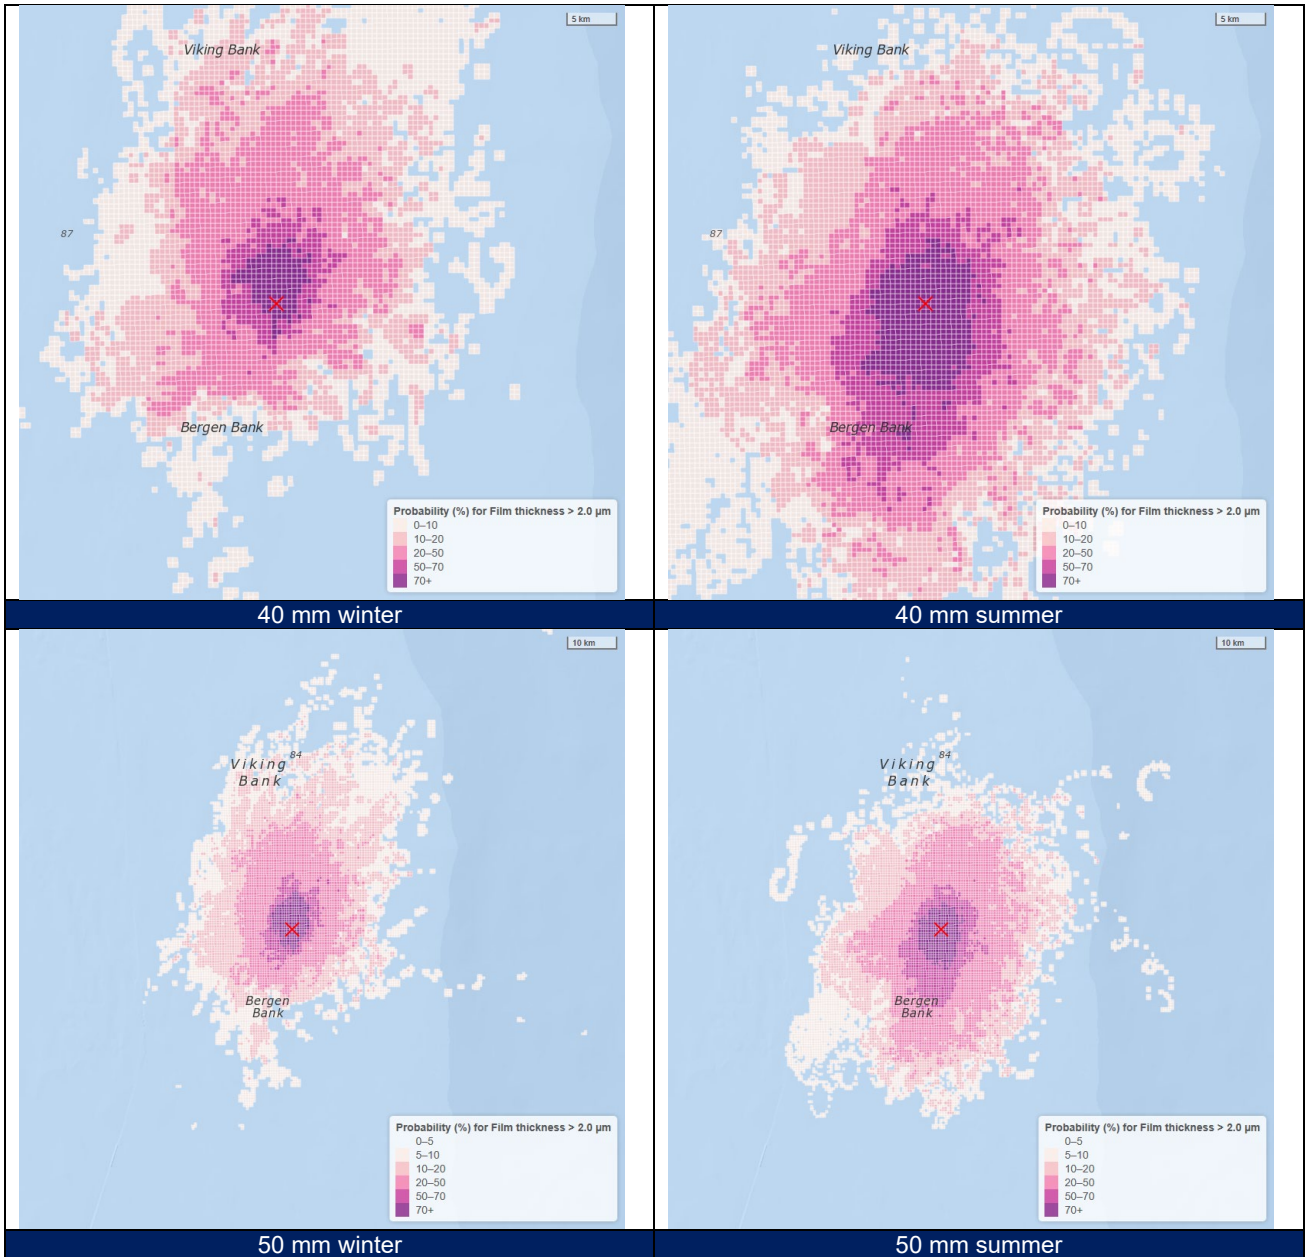 5 km
Viking Bank
87
Bergen Bank
Probability (%) for Film thickness > 2.0 µm
0–10
10–20
20–50
50–70
70+
40 mm winter
5 km
Viking Bank
87
Bergen Bank
Probability (%) for Film thickness > 2.0 µm
0–10
10–20
20–50
50–70
70+
40 mm summer
10 km
84
Viking
Bank
Bergen
Bank
Probability (%) for Film thickness > 2.0 µm
0–5
5–10
10–20
20–50
50–70
70+
50 mm winter
10 km
84
Viking
Bank
Bergen
Bank
Probability (%) for Film thickness > 2.0 µm
0–5
5–10
10–20
20–50
50–70
70+
50 mm summer